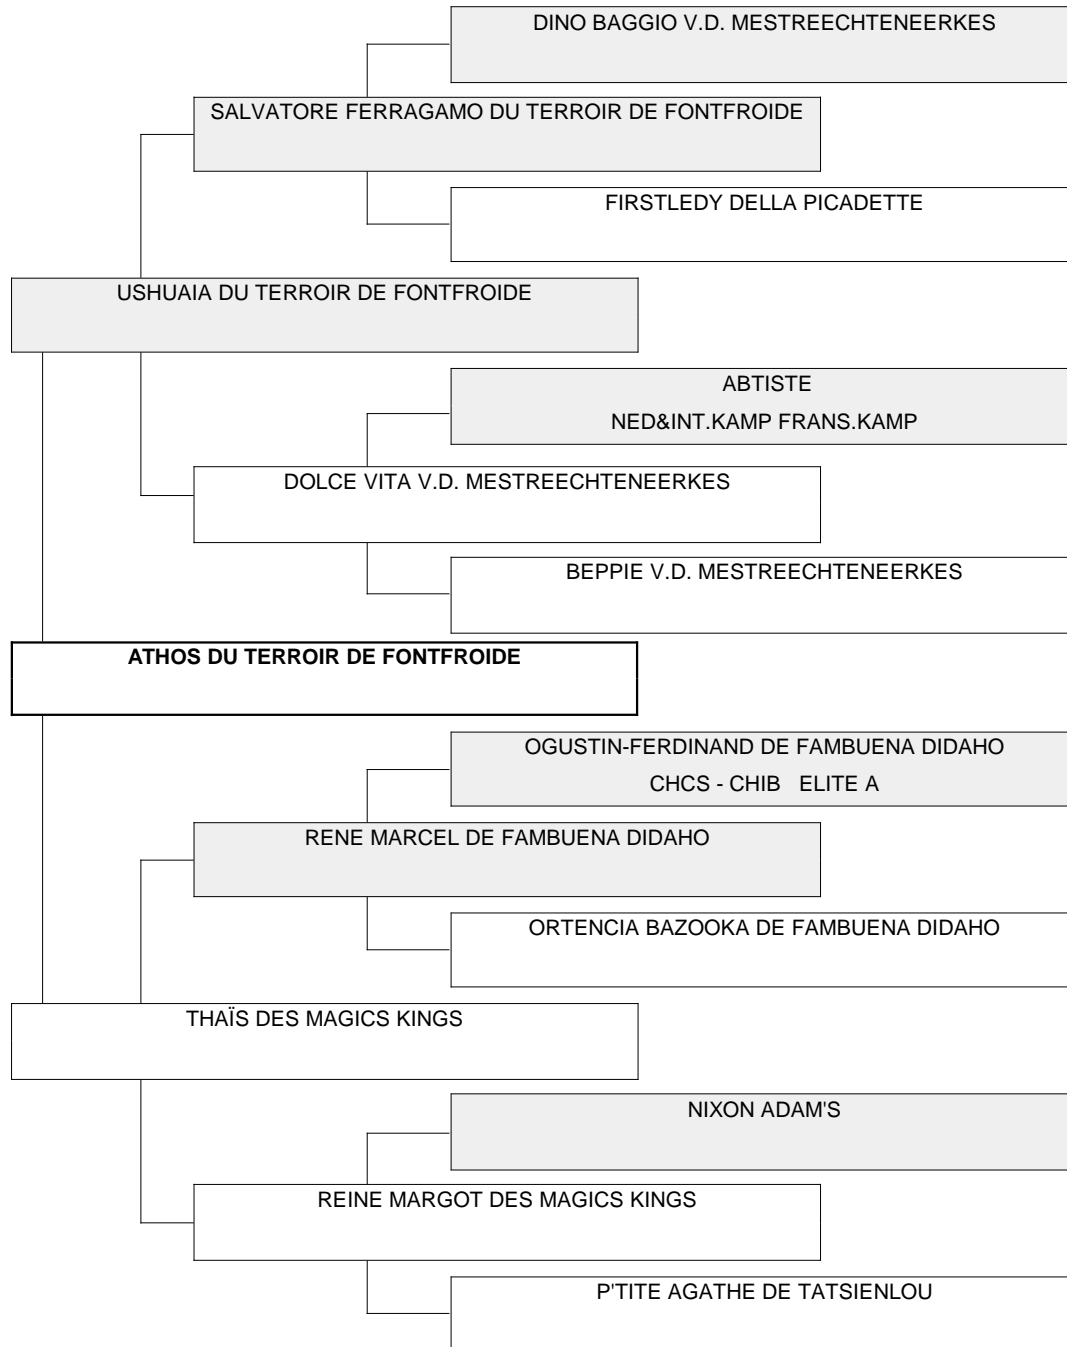 DINO BAGGIO V.D. MESTREECHTENEERKES
SALVATORE FERRAGAMO DU TERROIR DE FONTFROIDE
FIRSTLEDY DELLA PICADETTE
USHUAIA DU TERROIR DE FONTFROIDE
ABTISTE
NED&INT.KAMP FRANS.KAMP
DOLCE VITA V.D. MESTREECHTENEERKES
BEPPIE V.D. MESTREECHTENEERKES
ATHOS DU TERROIR DE FONTFROIDE
OGUSTIN-FERDINAND DE FAMBUENA DIDAHO
CHCS - CHIB ELITE A
RENE MARCEL DE FAMBUENA DIDAHO
ORTENCIA BAZOOKA DE FAMBUENA DIDAHO
THAÏS DES MAGICS KINGS
NIXON ADAM'S
REINE MARGOT DES MAGICS KINGS
P'TITE AGATHE DE TATSIENLOU